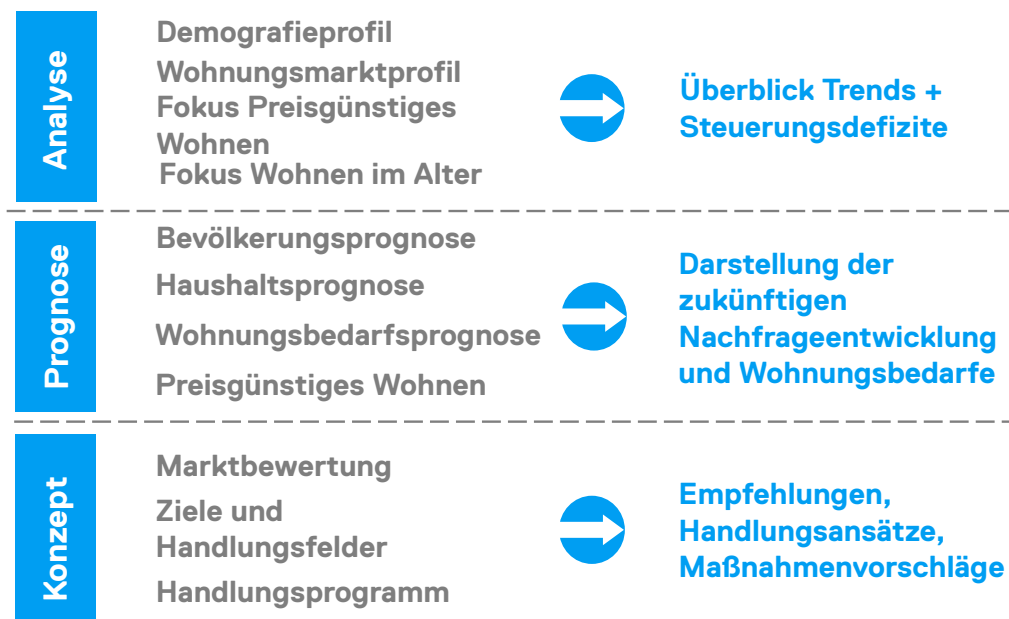 Analyse
Demografieprofil
Wohnungsmarktprofil
Fokus Preisgünstiges
Wohnen
Fokus Wohnen im Alter
Überblick Trends +
Steuerungsdefizite
Prognose
Bevölkerungsprognose
Haushaltsprognose
Wohnungsbedarfsprognose
Preisgünstiges Wohnen
Darstellung der
zukünftigen
Nachfrageentwicklung
und Wohnungsbedarfe
Konzept
Marktbewertung
Ziele und
Handlungsfelder
Handlungsprogramm
Empfehlungen,
Handlungsansätze,
Maßnahmenvorschläge